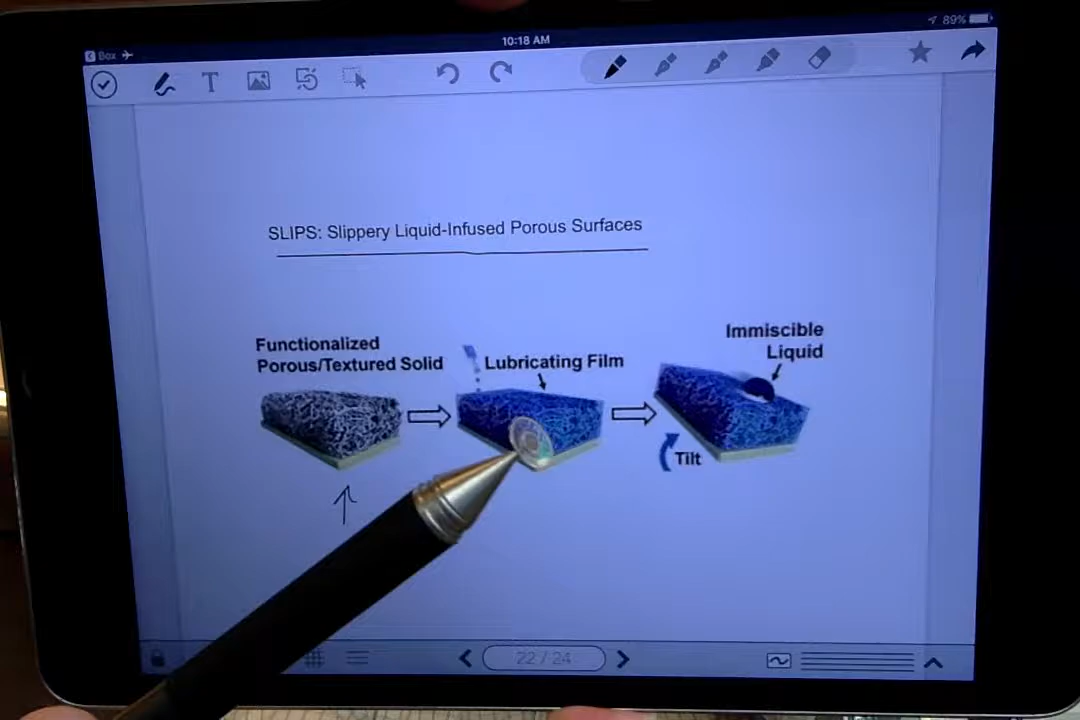 89%
Box
10:18 AM
T
SLIPS: Slippery Liquid-Infused Porous Surfaces
Functionalized
Porous/Textured Solid
Lubricating Film
Immiscible
Liquid
Tilt
22 / 24